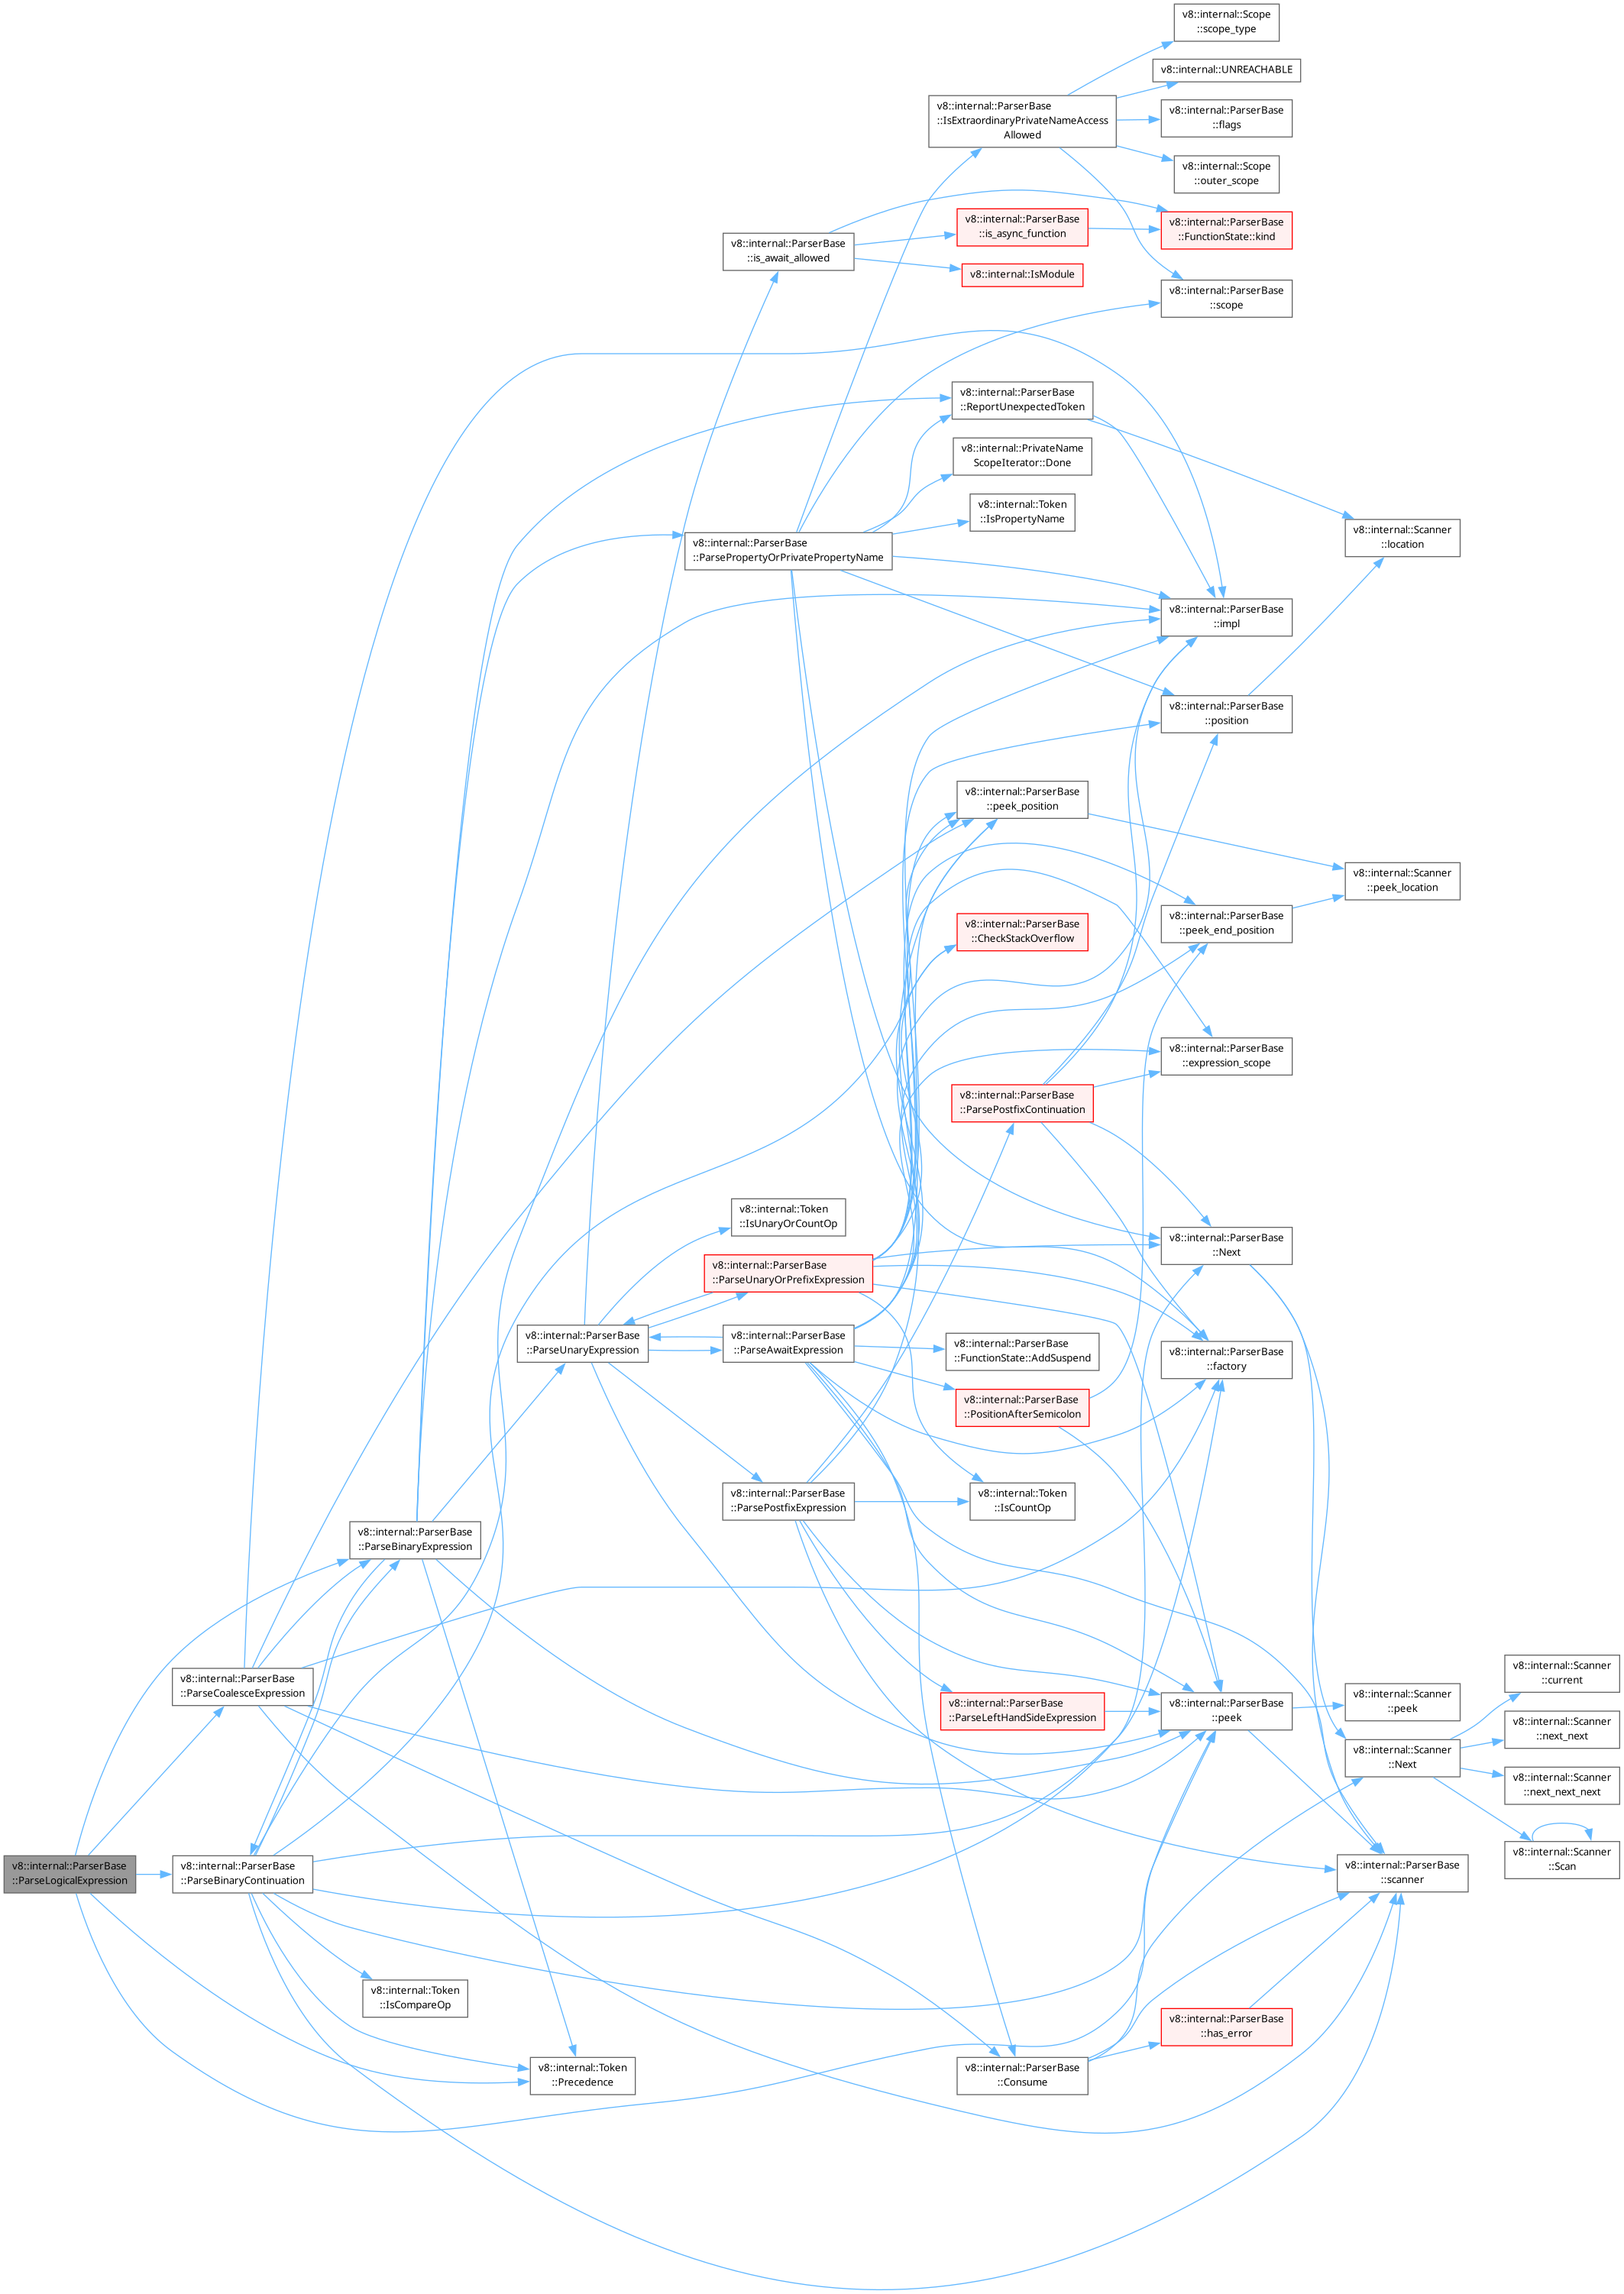 v8::internal::Scope
::scope_type
v8::internal::UNREACHABLE
v8::internal::ParserBase
::IsExtraordinaryPrivateNameAccess
Allowed
v8::internal::ParserBase
::flags
v8::internal::Scope
::outer_scope
v8::internal::ParserBase
::is_async_function
v8::internal::ParserBase
::FunctionState::kind
v8::internal::ParserBase
::is_await_allowed
v8::internal::IsModule
v8::internal::ParserBase
::scope
v8::internal::ParserBase
::ReportUnexpectedToken
v8::internal::PrivateName
ScopeIterator::Done
v8::internal::Token
::IsPropertyName
v8::internal::ParserBase
::ParsePropertyOrPrivatePropertyName
v8::internal::Scanner
::location
v8::internal::ParserBase
::impl
v8::internal::ParserBase
::position
v8::internal::ParserBase
::peek_position
v8::internal::Scanner
::peek_location
v8::internal::ParserBase
::CheckStackOverflow
v8::internal::ParserBase
::peek_end_position
v8::internal::ParserBase
::expression_scope
v8::internal::ParserBase
::ParsePostfixContinuation
v8::internal::Token
::IsUnaryOrCountOp
v8::internal::ParserBase
::Next
v8::internal::ParserBase
::ParseUnaryOrPrefixExpression
v8::internal::ParserBase
::ParseUnaryExpression
v8::internal::ParserBase
::ParseAwaitExpression
v8::internal::ParserBase
::FunctionState::AddSuspend
v8::internal::ParserBase
::factory
v8::internal::ParserBase
::PositionAfterSemicolon
v8::internal::ParserBase
::ParsePostfixExpression
v8::internal::Token
::IsCountOp
v8::internal::ParserBase
::ParseBinaryExpression
v8::internal::ParserBase
::ParseCoalesceExpression
v8::internal::ParserBase
::ParseLeftHandSideExpression
v8::internal::ParserBase
::peek
v8::internal::Scanner
::peek
v8::internal::Scanner
::current
v8::internal::Scanner
::next_next
v8::internal::Scanner
::Next
v8::internal::Scanner
::next_next_next
v8::internal::Scanner
::Scan
v8::internal::ParserBase
::ParseLogicalExpression
v8::internal::ParserBase
::ParseBinaryContinuation
v8::internal::ParserBase
::scanner
v8::internal::Token
::IsCompareOp
v8::internal::ParserBase
::has_error
v8::internal::Token
::Precedence
v8::internal::ParserBase
::Consume